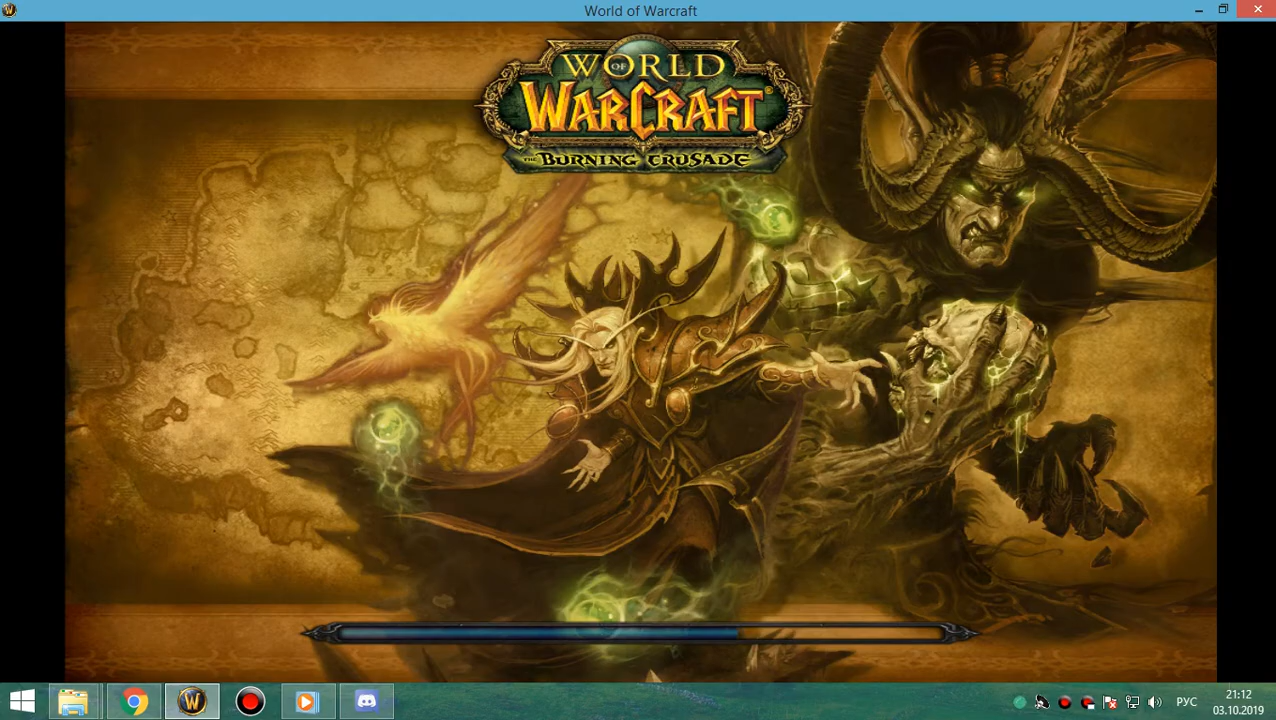 World of Warcraft
WORLD
OF
WARCRAFT®
THE BURNING CRUSADE
РУС
21:12
03.10.2019